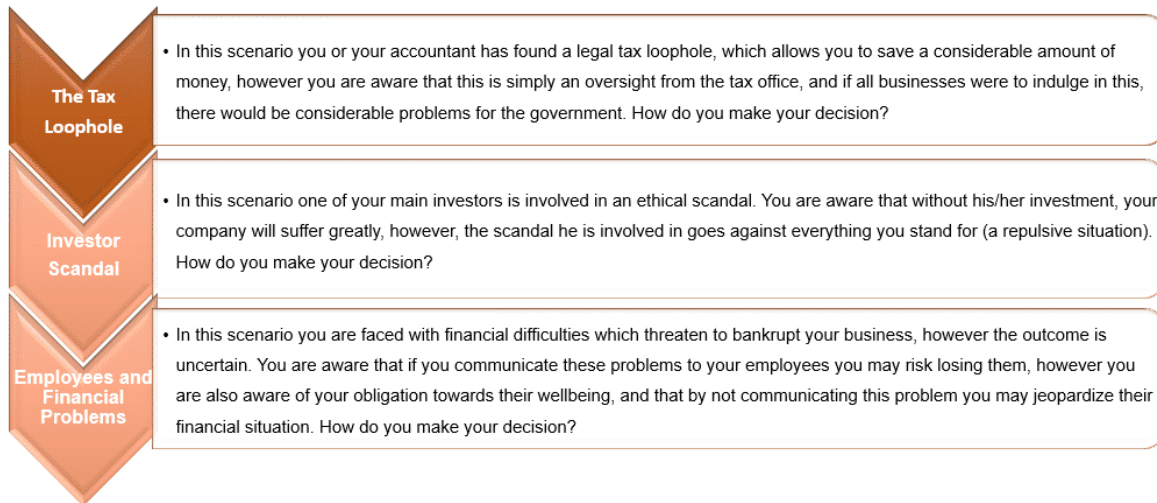 The Tax
Loophole
• In this scenario you or your accountant has found a legal tax loophole, which allows you to save a considerable amount of
money, however you are aware that this is simply an oversight from the tax office, and if all businesses were to indulge in this,
there would be considerable problems for the government. How do you make your decision?
Investor
Scandal
• In this scenario one of your main investors is involved in an ethical scandal. You are aware that without his/her investment, your
company will suffer greatly, however, the scandal he is involved in goes against everything you stand for (a repulsive situation).
How do you make your decision?
Employees and
Financial
Problems
• In this scenario you are faced with financial difficulties which threaten to bankrupt your business, however the outcome is
uncertain. You are aware that if you communicate these problems to your employees you may risk losing them, however you
are also aware of your obligation towards their wellbeing, and that by not communicating this problem you may jeopardize their
financial situation. How do you make your decision?